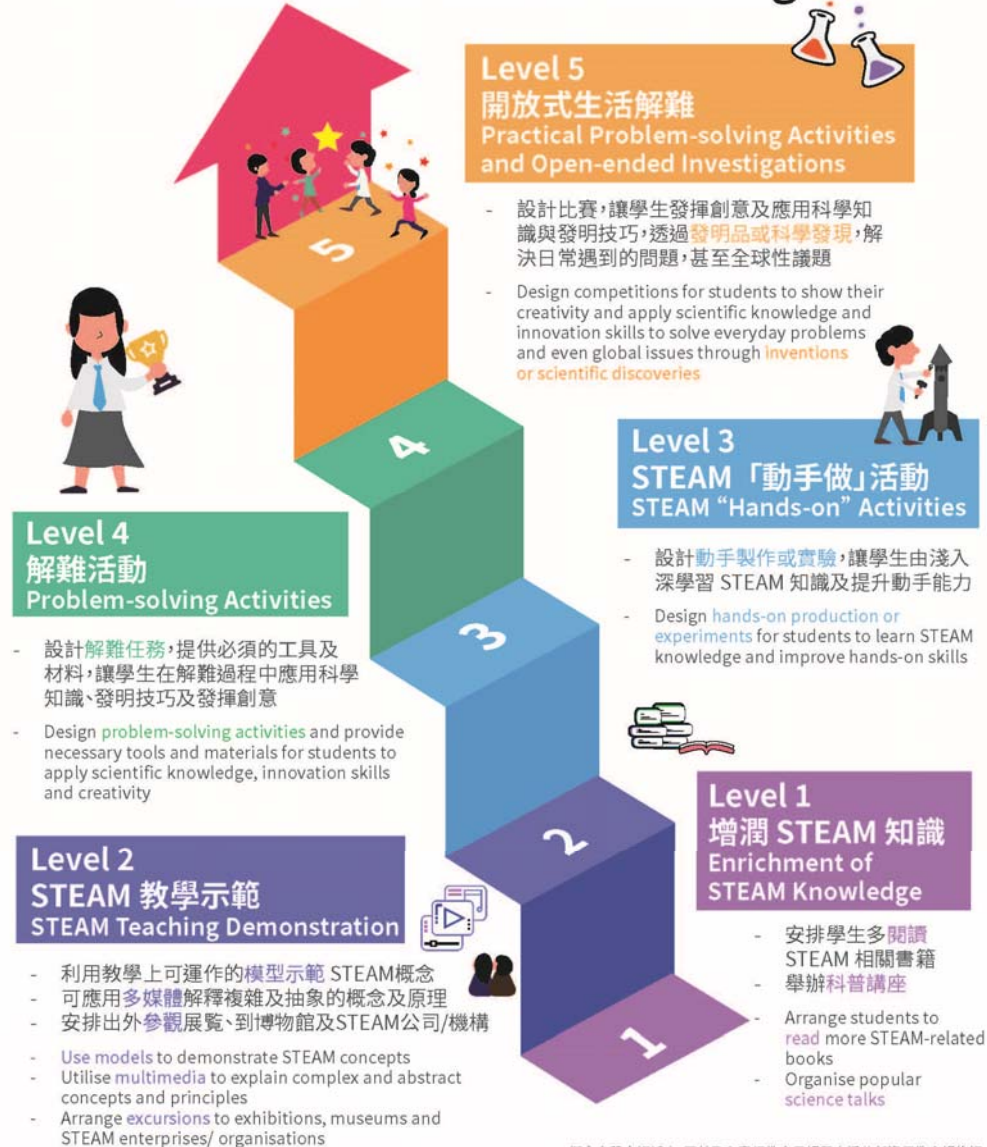 Level 5
開放式生活解難
Practical Problem-solving Activities
and Open-ended Investigations
- 設計比賽,讓學生發揮創意及應用科學知
識與發明技巧,透過發明品或科學發現,解
決日常遇到的問題,甚至全球性議題
- Design competitions for students to show their
creativity and apply scientific knowledge and
innovation skills to solve everyday problems
and even global issues through inventions
or scientific discoveries
5
4
Level 3
STEAM「動手做」活動
STEAM “Hands-on” Activities
- 設計動手製作或實驗,讓學生由淺入
深學習 STEAM 知識及提升動手能力
- Design hands-on production or
experiments for students to learn STEAM
knowledge and improve hands-on skills
Level 4
解難活動
Problem-solving Activities
- 設計解難任務,提供必須的工具及
材料,讓學生在解難過程中應用科學
知識、發明技巧及發揮創意
- Design problem-solving activities and provide
necessary tools and materials for students to
apply scientific knowledge, innovation skills
and creativity
3
2
Level 1
增潤 STEAM 知識
Enrichment of
STEAM Knowledge
- 安排學生多閱讀
STEAM 相關書籍
- 舉辦科普講座
- Arrange students to
read more STEAM-related
books
- Organise popular
science talks
Level 2
STEAM 教學示範
STEAM Teaching Demonstration
- 利用教學上可運作的模型示範 STEAM概念
- 可應用多媒體解釋複雜及抽象的概念及原理
- 安排出外參觀展覧、到博物館及STEAM公司/機構
- Use models to demonstrate STEAM concepts
- Utilise multimedia to explain complex and abstract
concepts and principles
- Arrange excursions to exhibitions, museums and
STEAM enterprises/ organisations
1